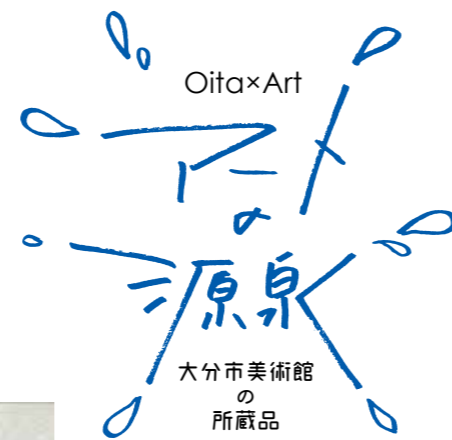 Oita×Art
アートの
源泉
大分市美術館
の
所蔵品